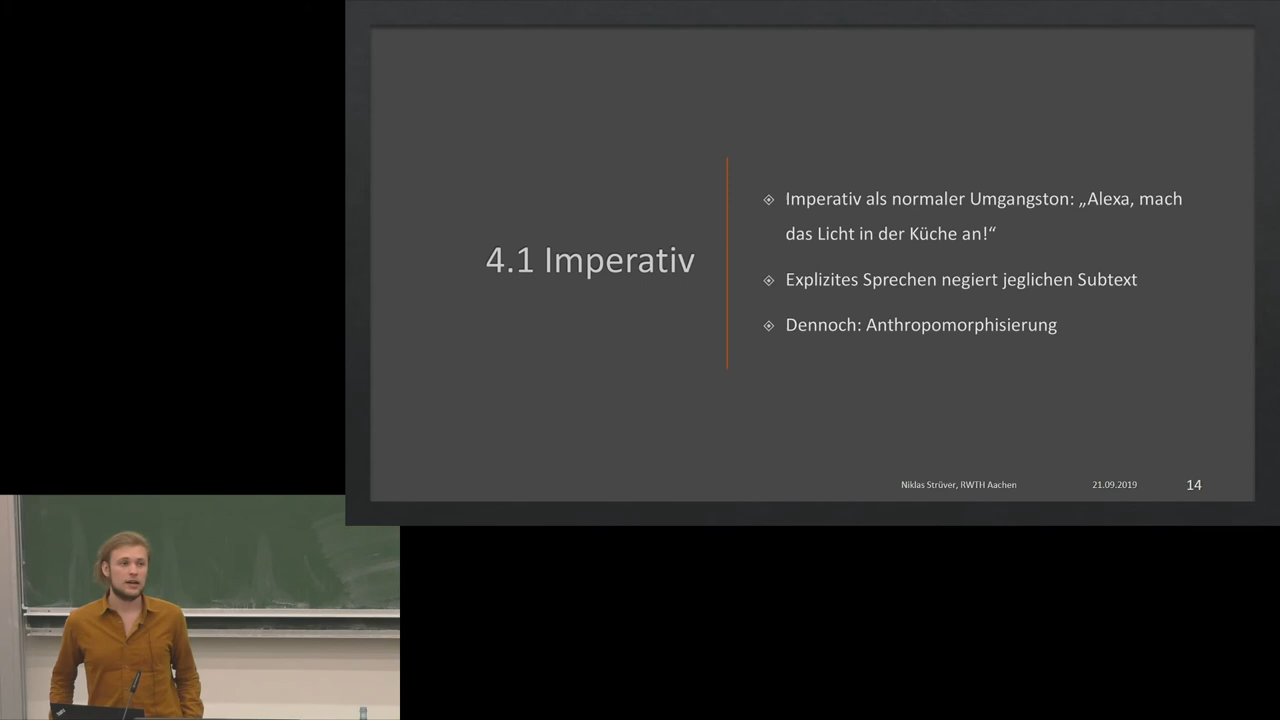 4.1 Imperativ
Imperativ als normaler Umgangston: „Alexa, mach
das Licht in der Küche an!“
Explizites Sprechen negiert jeglichen Subtext
Dennoch: Anthropomorphisierung
Niklas Strüver, RWTH Aachen
21.09.2019
14